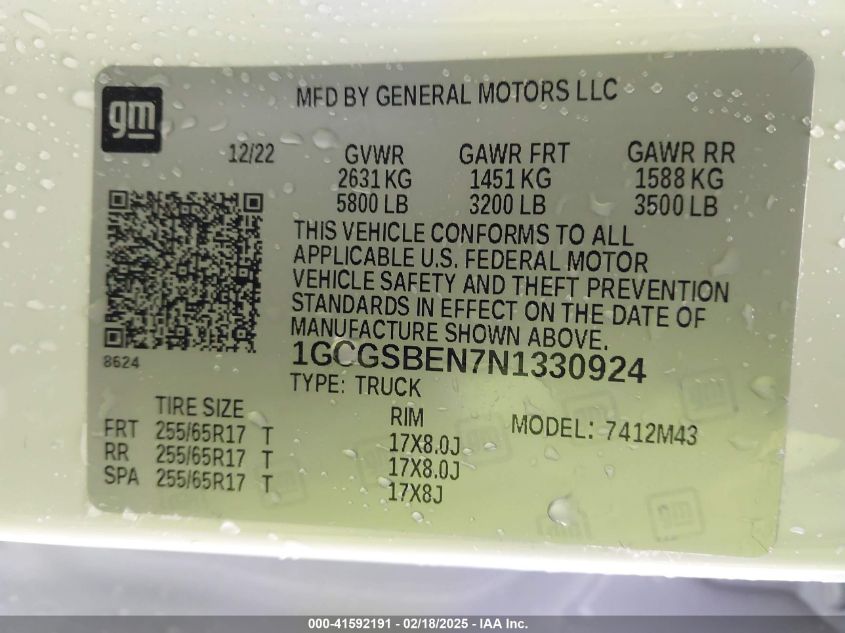 gm
MFD BY GENERAL MOTORS LLC
12/22 GVWR GAWR FRT GAWR RR
2631 KG 1451 KG 1588 KG
5800 LB 3200 LB 3500 LB
THIS VEHICLE CONFORMS TO ALL
APPLICABLE U.S. FEDERAL MOTOR
VEHICLE SAFETY AND THEFT PREVENTION
STANDARDS IN EFFECT ON THE DATE OF
MANUFACTURE SHOWN ABOVE.
8624
1GCGSBEN7N1330924
TYPE: TRUCK
TIRE SIZE RIM MODEL: 7412M43
FRT 255/65R17 T 17X8.0J
RR 255/65R17 T 17X8.0J
SPA 255/65R17 T 17X8J
000-41592191 - 02/18/2025 - IAA Inc.